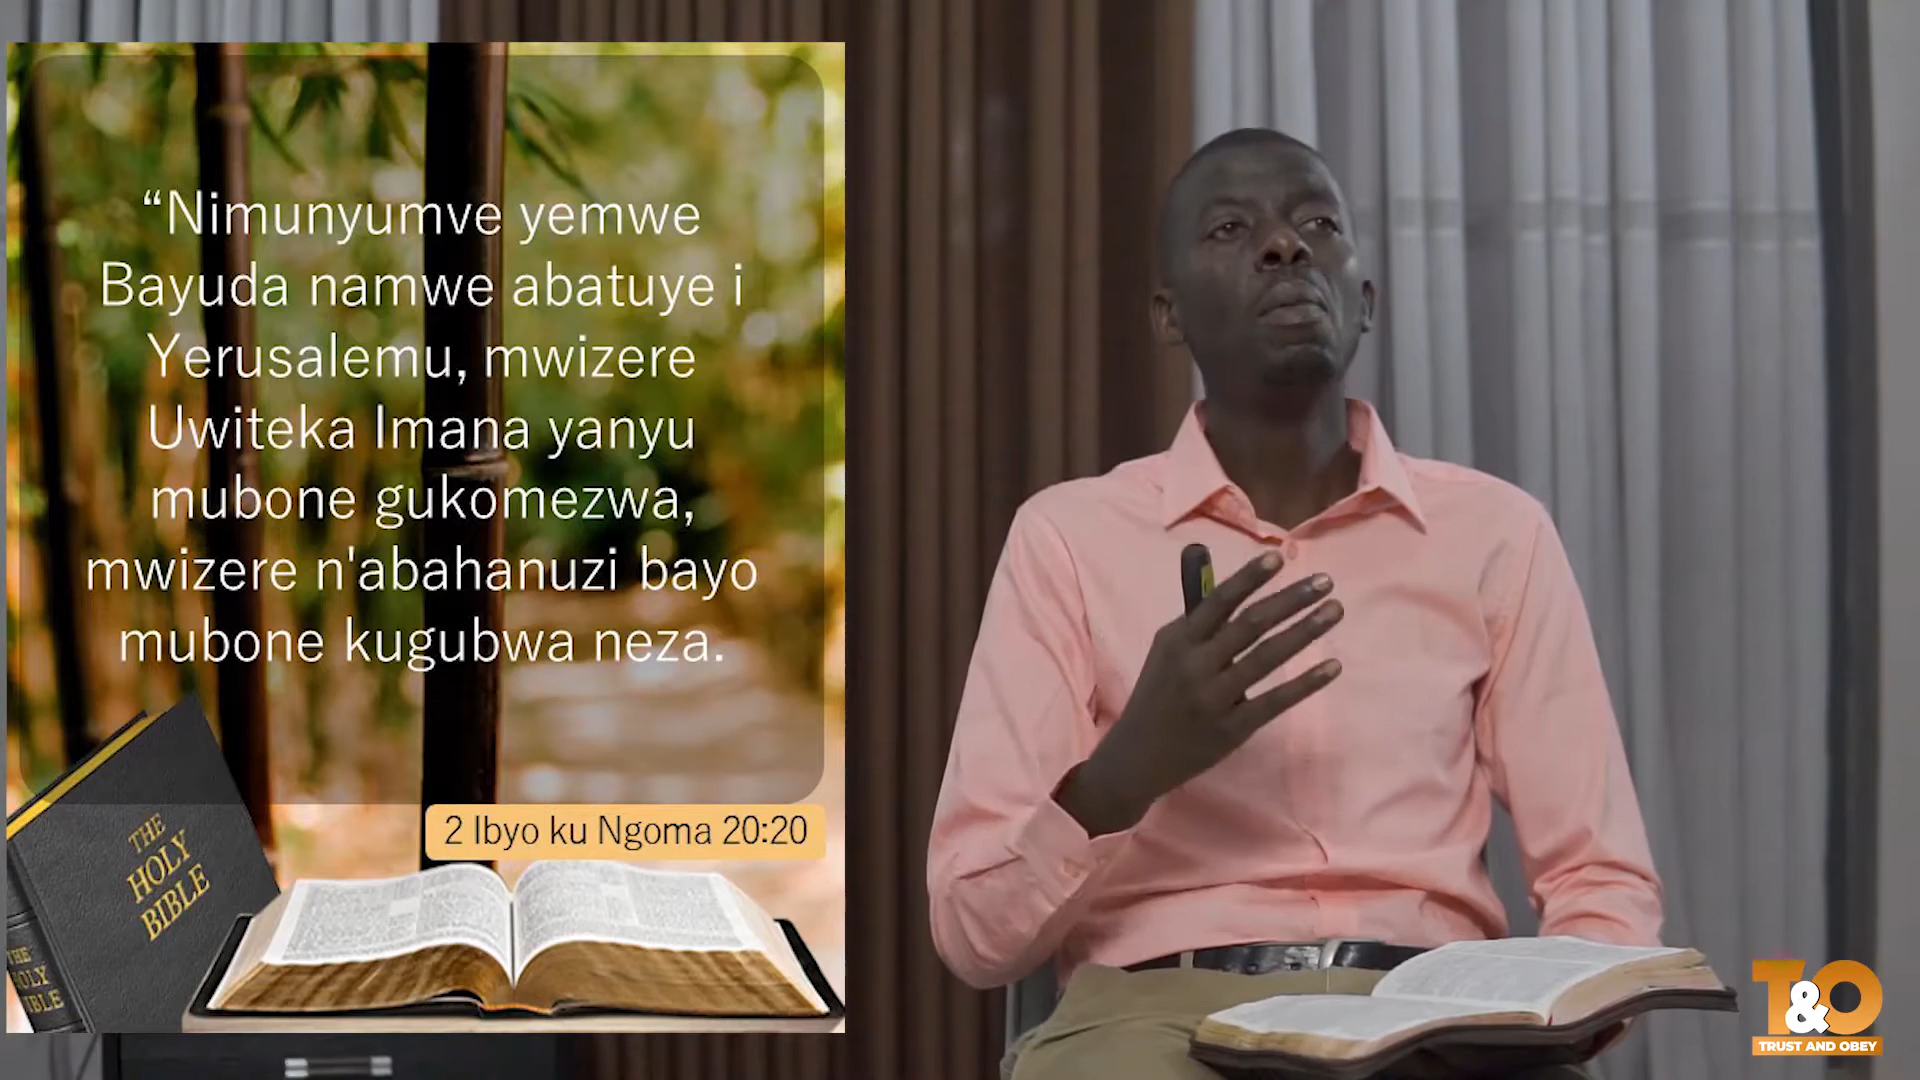 “Nimunyumve yemwe
Bayuda namwe abatuye i
Yerusalemu, mwizere
Uwiteka Imana yanyu
mubone gukomezwa,
mwizere n'abahanuzi bayo
mubone kugubwa neza.
2 Ibyo ku Ngoma 20:20
THE
HOLY
BIBLE
THE
HOLY
BIBLE
T&O
TRUST AND OBEY